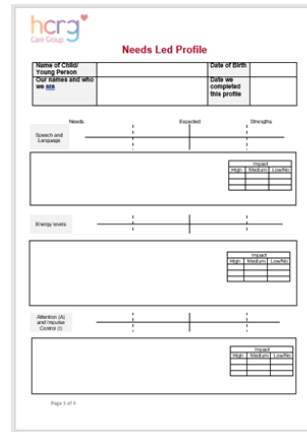 hcrg
Care Group
Needs Led Profile
Name of Child/ Date of Birth
Young Person
Our names and who Date we
we are completed
this profile
Needs Expected Strengths
Speech and
Language
Impact
High Medium Low/No
Energy levels
Impact
High Medium Low/No
Attention (A)
and Impulse
Control (I)
Impact
High Medium Low/No
Page 1 of 4